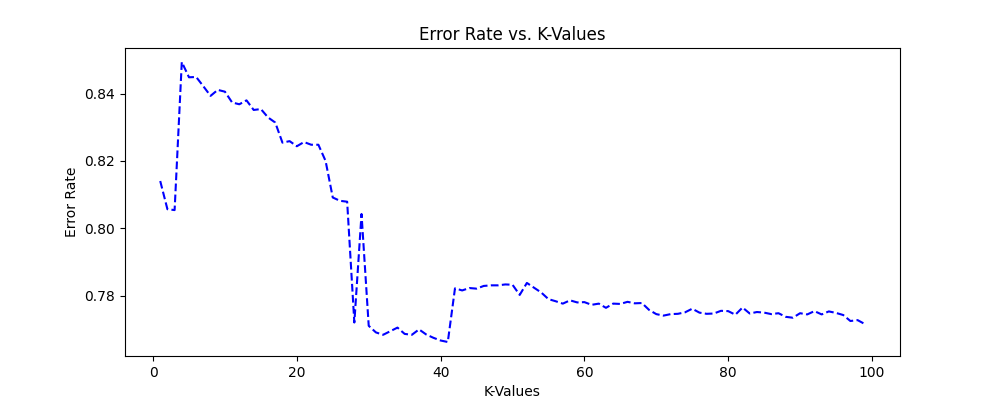 Error Rate vs. K-Values
0.84
0.82
0.80
0.78
Error Rate
0 20 40 60 80 100
K-Values